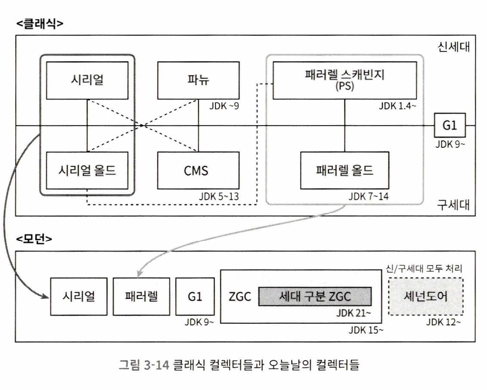 <클래식>
신세대
시리얼
파뉴
JDK ~9
패러렐 스캐빈지
(PS)
JDK 1.4~
G1
JDK 9~
시리얼 올드
CMS
JDK 5~13
패러렐 올드
JDK 7~14
구세대
<모던>
신/구세대 모두 처리
시리얼
패러렐
G1
JDK 9~
ZGC
세대 구분 ZGC
JDK 21~
JDK 15~
셰넌도어
JDK 12~
그림 3-14 클래식 컬렉터들과 오늘날의 컬렉터들